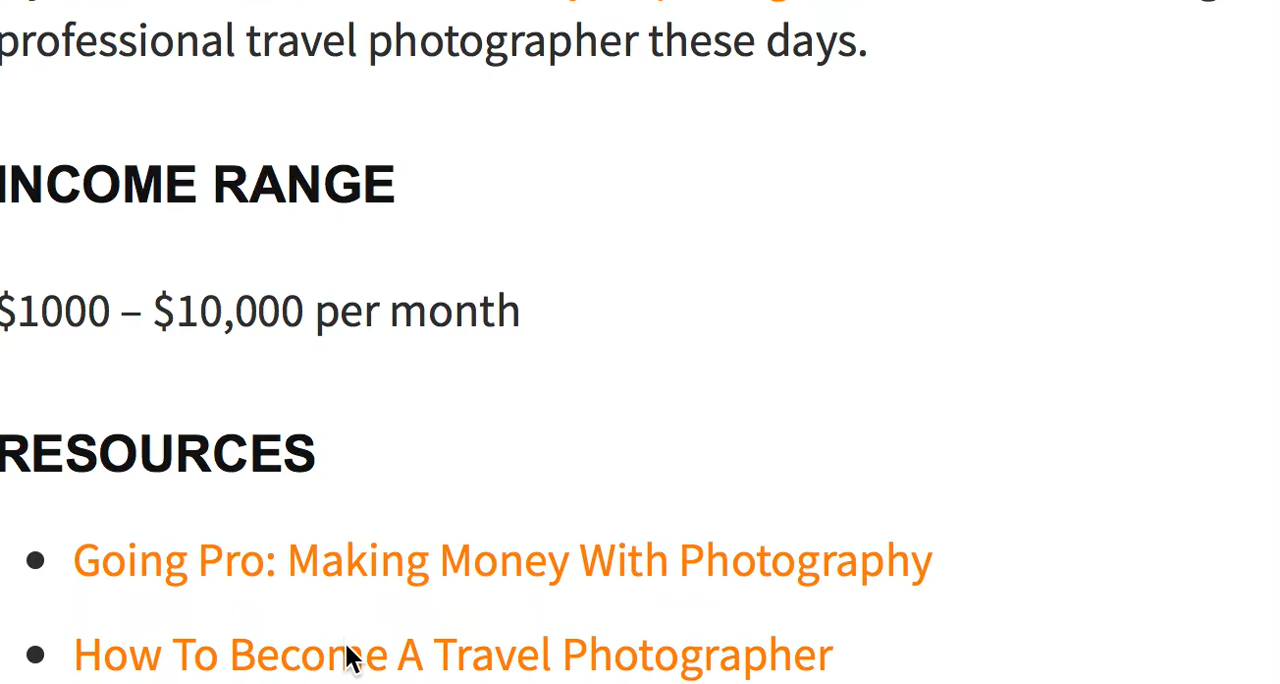 professional travel photographer these days.
INCOME RANGE
$1000 – $10,000 per month
RESOURCES
• Going Pro: Making Money With Photography
• How To Become A Travel Photographer